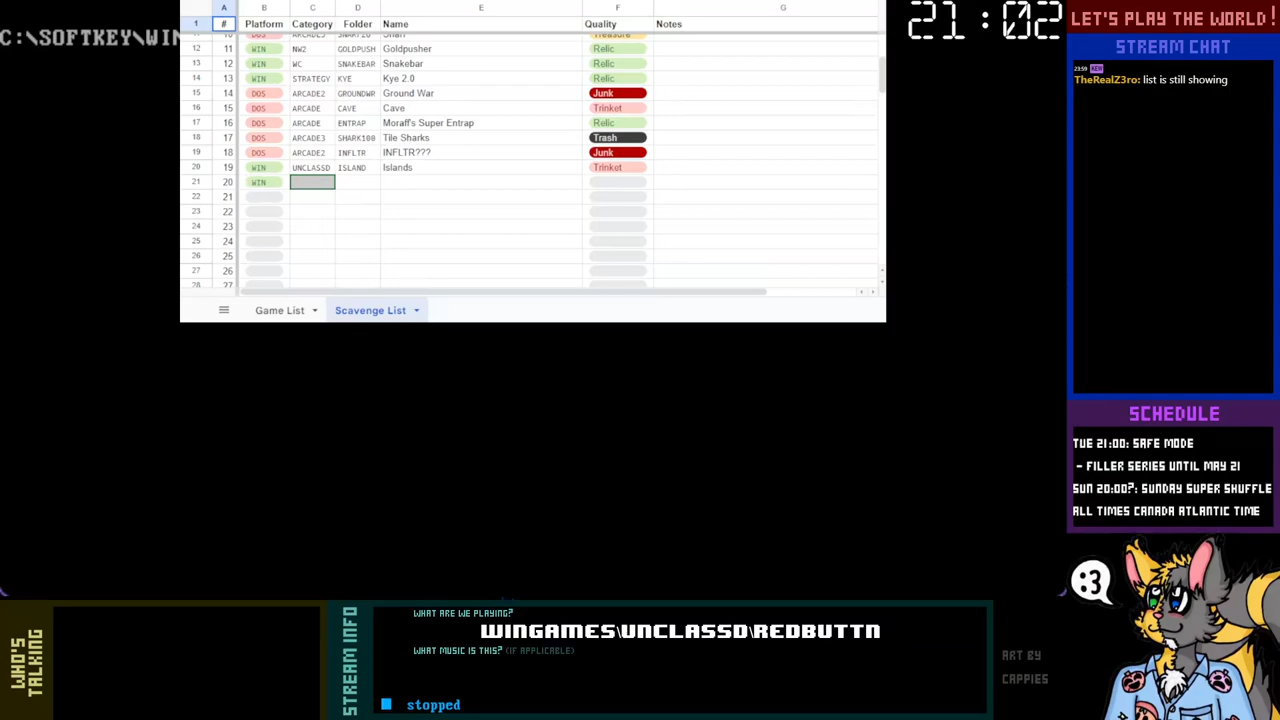 C:\SOFTKEY\WIN
A B C D E F G
1 # Platform Category Folder Name Quality Notes
12 11 WIN NW2 GOLDPUSH Goldpusher Relic
13 12 WIN WC SNAKEBAR Snakebar Relic
14 13 WIN STRATEGY KYE Kye 2.0 Relic
15 14 DOS ARCADE2 GROUNDWR Ground War Junk
16 15 DOS ARCADE CAVE Cave Trinket
17 16 DOS ARCADE ENTRAP Moraff's Super Entrap Relic
18 17 DOS ARCADE3 SHARK100 Tile Sharks Trash
19 18 DOS ARCADE2 INFLTR INFLTR??? Junk
20 19 WIN UNCLASSD ISLAND Islands Trinket
21 20 WIN
22 21
23 22
24 23
25 24
26 25
27 26
28 27
Game List Scavenge List
21:02
LET'S PLAY THE WORLD!
STREAM CHAT
23:59 NEW
TheRealZ3ro: list is still showing
SCHEDULE
TUE 21:00: SAFE MODE
- FILLER SERIES UNTIL MAY 21
SUN 20:00?: SUNDAY SUPER SHUFFLE
ALL TIMES CANADA ATLANTIC TIME
:3
WHO'S TALKING
STREAM INFO
WHAT ARE WE PLAYING?
WINGAMES\UNCLASSD\REDBUTTN
WHAT MUSIC IS THIS? (IF APPLICABLE)
stopped
ART BY
CAPPIES